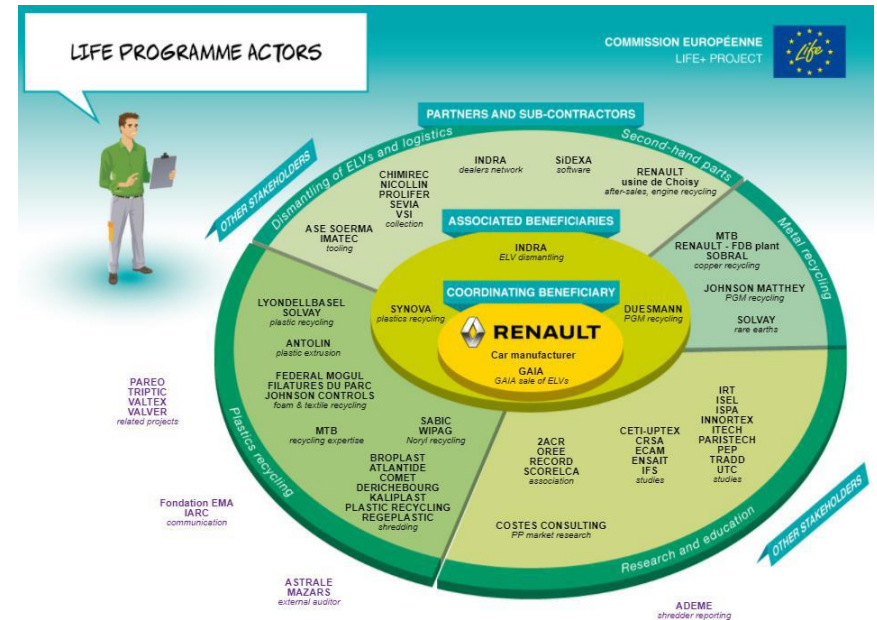 LIFE PROGRAMME ACTORS
COMMISSION EUROPÉENNE
LIFE+ PROJECT
Life
PARTNERS AND SUB-CONTRACTORS
OTHER STAKEHOLDERS
Dismantling of ELVs and logistics
Second-hand parts
INDRA
dealers network
SiDEXA
software
RENAULT
usine de Choisy
after-sales, engine recycling
CHIMIREC
NICOLLIN
PROLIFER
SEVIA
VSI
collection
ASE SOERMA
IMATEC
tooling
Metal recycling
MTB
RENAULT - FDB plant
SOBRAL
copper recycling
JOHNSON MATTHEY
PGM recycling
SOLVAY
rare earths
ASSOCIATED BENEFICIARIES
INDRA
ELV dismantling
SYNOVA
plastics recycling
DUESMANN
PGM recycling
COORDINATING BENEFICIARY
RENAULT
Car manufacturer
GAIA
GAIA sale of ELVs
Plastics recycling
LYONDELLBASEL
SOLVAY
plastic recycling
ANTOLIN
plastic extrusion
FEDERAL MOGUL
FILATURES DU PARC
JOHNSON CONTROLS
foam & textile recycling
MTB
recycling expertise
SABIC
WIPAG
Noryl recycling
BROPLAST
ATLANTIDE
COMET
DERICHEBOURG
KALIPLAST
PLASTIC RECYCLING
REGEPLASTIC
shredding
Research and education
2ACR
OREE
RECORD
SCORELCA
association
CETI-UPTEX
CRSA
ECAM
ENSAIT
IFS
studies
IRT
ISEL
ISPA
INNORTEX
ITECH
PARISTECH
PEP
TRADD
UTC
studies
COSTES CONSULTING
PP market research
OTHER STAKEHOLDERS
PAREO
TRIPTIC
VALTEX
VALVER
related projects
Fondation EMA
IARC
communication
ASTRALE
MAZARS
external auditor
ADEME
shredder reporting